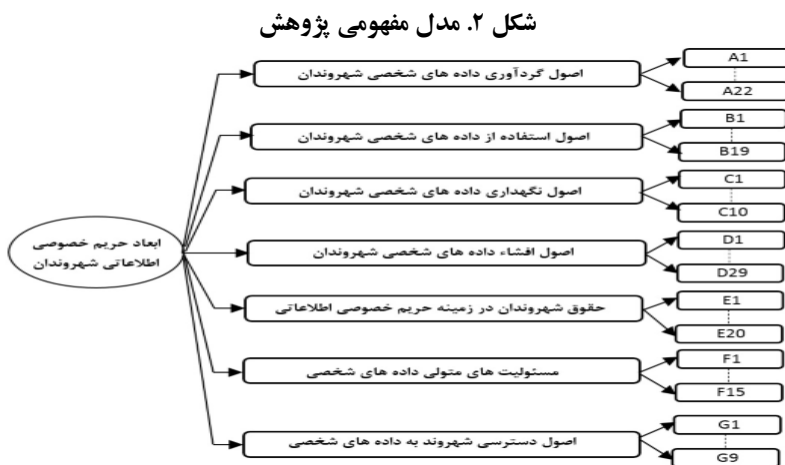 شکل ۲. مدل مفهومی پژوهش
ابعاد حریم خصوصی
اطلاعاتی شهروندان
اصول گردآوری داده های شخصی شهروندان
A1
A22
اصول استفاده از داده های شخصی شهروندان
B1
B19
اصول نگهداری داده های شخصی شهروندان
C1
C10
اصول افشاء داده های شخصی شهروندان
D1
D29
حقوق شهروندان در زمینه حریم خصوصی اطلاعاتی
E1
E20
مسئولیت های متولی داده های شخصی
F1
F15
اصول دسترسی شهروند به داده های شخصی
G1
G9